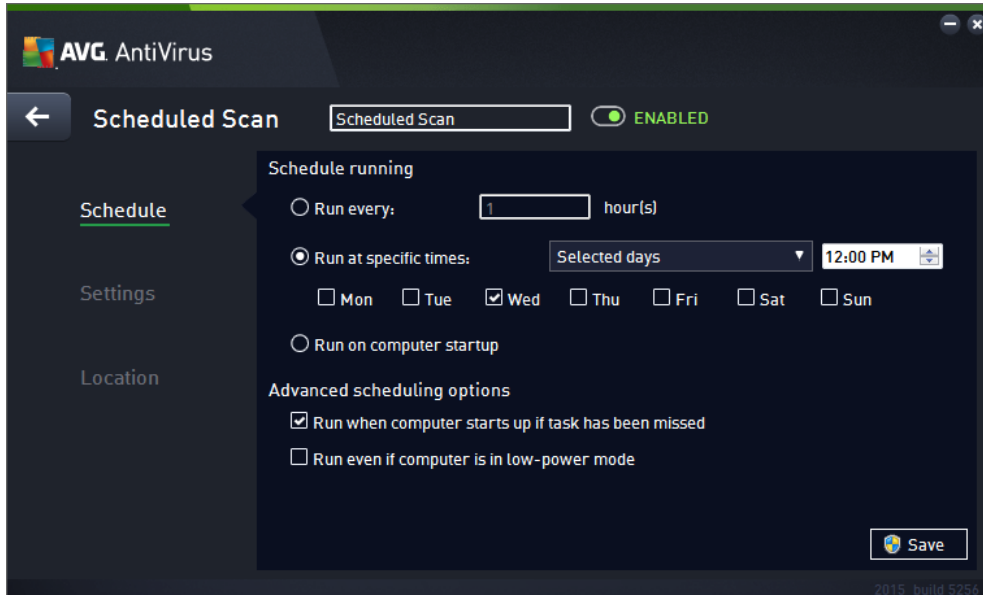 AVG. AntiVirus
Scheduled Scan
Scheduled Scan
ENABLED
Schedule
Settings
Location
Schedule running
Run every: 1 hour(s)
Run at specific times: Selected days 12:00 PM
Mon Tue Wed Thu Fri Sat Sun
Run on computer startup
Advanced scheduling options
Run when computer starts up if task has been missed
Run even if computer is in low-power mode
Save
2015 build 5256